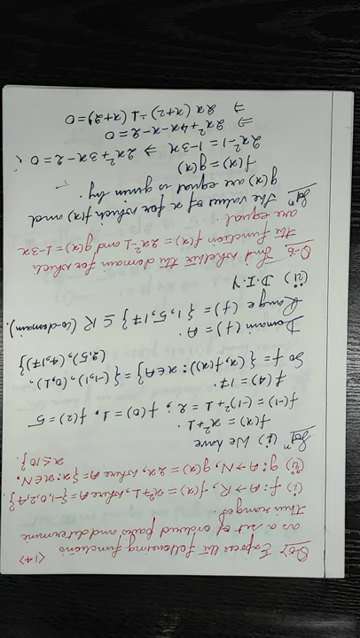 (14)
Q-07 Express the following functions
as a set of ordered pairs and determine
their ranges.
(i) f: A → R, f(x) = x²+1, where A = {-1,0,2,4}
(ii) g: A → N, g(x) = 2x, where A = {x: x∈N,
x ≤ 10}.
Solⁿ (i) We have
f(x) = x²+1.
f(-1) = (-1)²+1 = 2; f(0) = 1, f(2) = 5
f(4) = 17.
So f = {(x, f(x)): x∈A} = {(-1,2), (0,1),
(2,5), (4,17)}
Domain (f) = A.
Range (f) = {5,1,5,17} ⊆ R (co-domain).
(ii) D.I.Y
Q-8 Find whether the domain for which
the function f(x) = 2x²-1 and g(x) = 1-3x
are equal.
Solⁿ The value of x for which f(x) and
g(x) are equal is given by.
f(x) = g(x)
2x²-1 = 1-3x ⇒ 2x²+3x-2=0
⇒ 2x²+4x-x-2=0
⇒ 2x(x+2)-1(x+2)=0